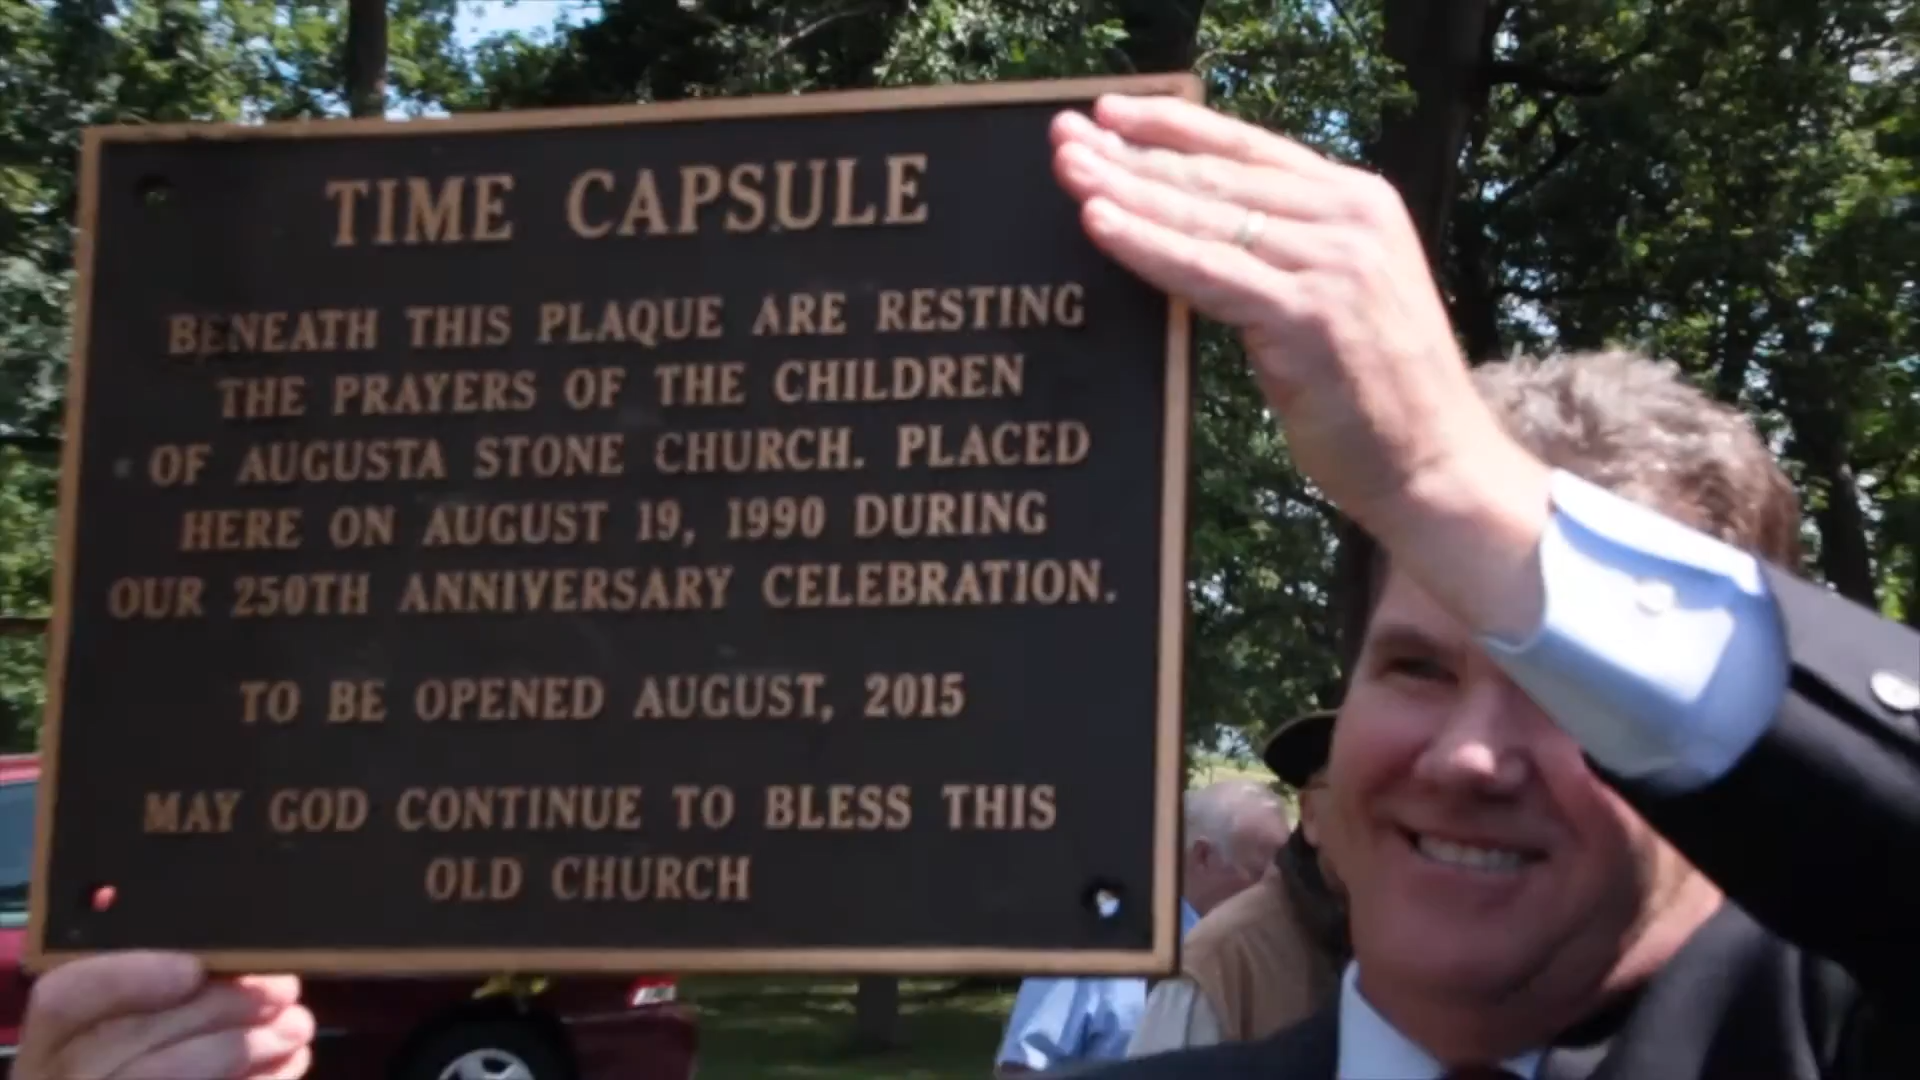 TIME CAPSULE
BENEATH THIS PLAQUE ARE RESTING
THE PRAYERS OF THE CHILDREN
OF AUGUSTA STONE CHURCH. PLACED
HERE ON AUGUST 19, 1990 DURING
OUR 250TH ANNIVERSARY CELEBRATION.
TO BE OPENED AUGUST, 2015
MAY GOD CONTINUE TO BLESS THIS
OLD CHURCH